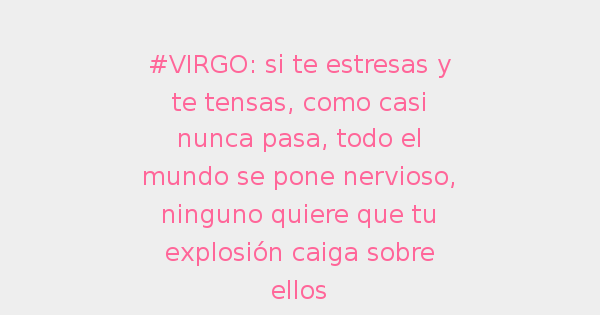 #VIRGO: si te estresas y
te tensas, como casi
nunca pasa, todo el
mundo se pone nervioso,
ninguno quiere que tu
explosión caiga sobre
ellos